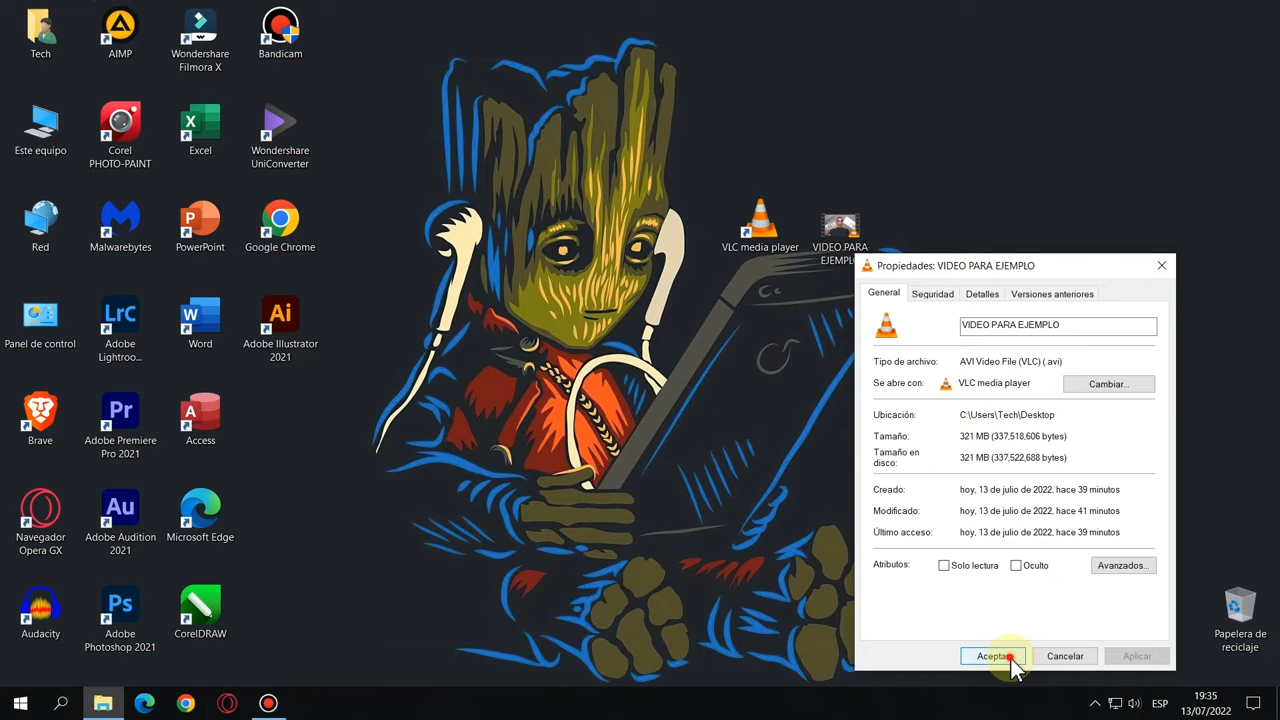 Tech
AIMP
Wondershare
Filmora X
Bandicam
Este equipo
Corel
PHOTO-PAINT
Excel
Wondershare
UniConverter
Red
Malwarebytes
PowerPoint
Google Chrome
Panel de control
Adobe
Lightroo...
Word
Adobe Illustrator
2021
Brave
Adobe Premiere
Pro 2021
Access
Navegador
Opera GX
Adobe Audition
2021
Microsoft Edge
Audacity
Adobe
Photoshop 2021
CorelDRAW
VLC media player
VIDEO PARA
EJEMPLO
Propiedades: VIDEO PARA EJEMPLO
General
Seguridad
Detalles
Versiones anteriores
VIDEO PARA EJEMPLO
Tipo de archivo: AVI Video File (VLC) (.avi)
Se abre con: VLC media player Cambiar...
Ubicación: C:\Users\Tech\Desktop
Tamaño: 321 MB (337,518,606 bytes)
Tamaño en
disco: 321 MB (337,522,688 bytes)
Creado: hoy, 13 de julio de 2022, hace 39 minutos
Modificado: hoy, 13 de julio de 2022, hace 41 minutos
Último acceso: hoy, 13 de julio de 2022, hace 39 minutos
Atributos: Solo lectura Oculto Avanzados...
Aceptar Cancelar Aplicar
Papelera de
reciclaje
ESP
19:35
13/07/2022